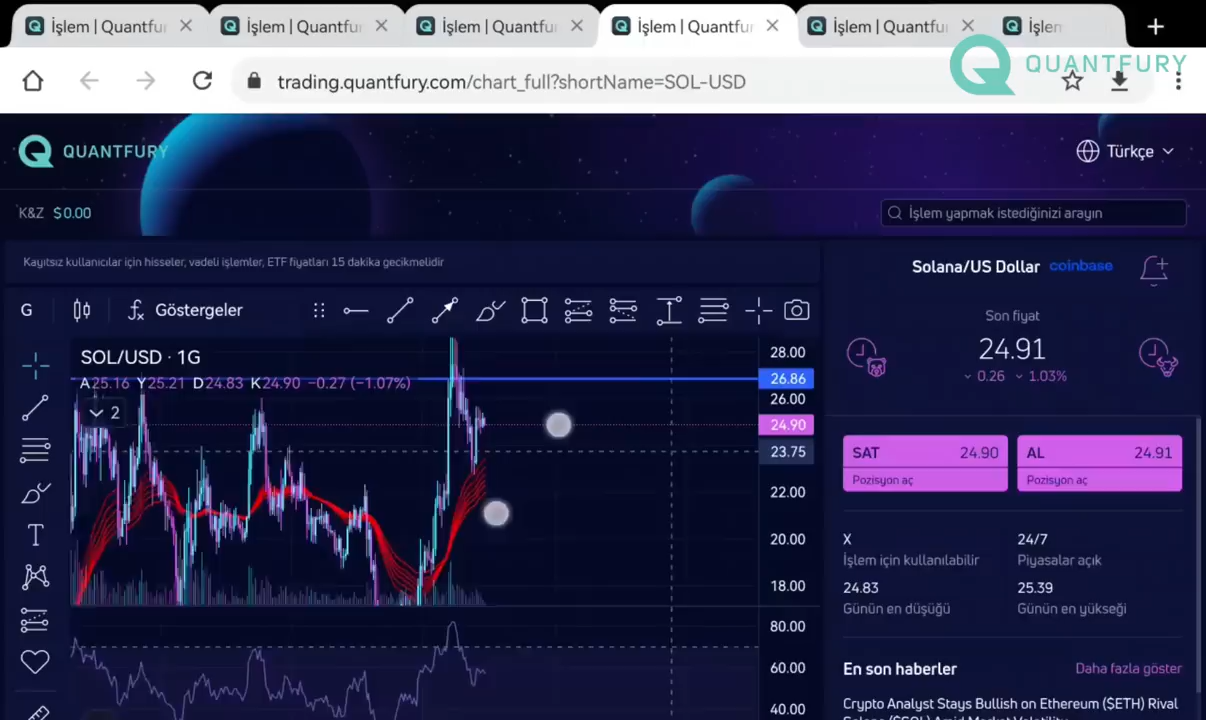 İşlem | Quantfur
İşlem | Quantfur
İşlem | Quantfur
İşlem | Quantfur
İşlem | Quantfur
İşlem
trading.quantfury.com/chart_full?shortName=SOL-USD
QUANTFURY
QUANTFURY
Türkçe
K&Z $0.00
İşlem yapmak istediğinizi arayın
Kayıtsız kullanıcılar için hisseler, vadeli işlemler, ETF fiyatları 15 dakika gecikmelidir
Solana/US Dollar coinbase
G
Göstergeler
Son fiyat
24.91
0.26 1.03%
SOL/USD · 1G
A25.16 Y25.21 D24.83 K24.90 −0.27 (−1.07%)
2
28.00
26.86
26.00
24.90
23.75
22.00
20.00
18.00
80.00
60.00
40.00
SAT 24.90
Pozisyon aç
AL 24.91
Pozisyon aç
X
İşlem için kullanılabilir
24/7
Piyasalar açık
24.83
Günün en düşüğü
25.39
Günün en yükseği
En son haberler
Daha fazla göster
Crypto Analyst Stays Bullish on Ethereum ($ETH) Rival